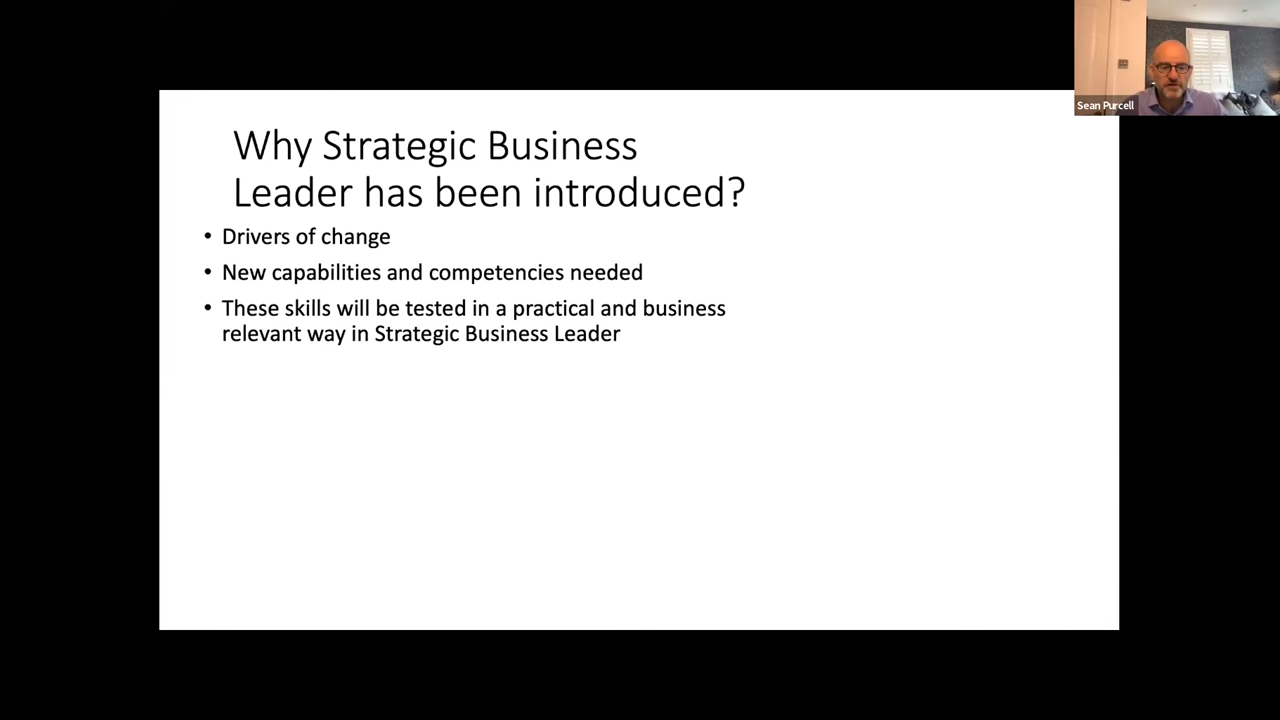 Sean Purcell
Why Strategic Business
Leader has been introduced?
• Drivers of change
• New capabilities and competencies needed
• These skills will be tested in a practical and business
relevant way in Strategic Business Leader